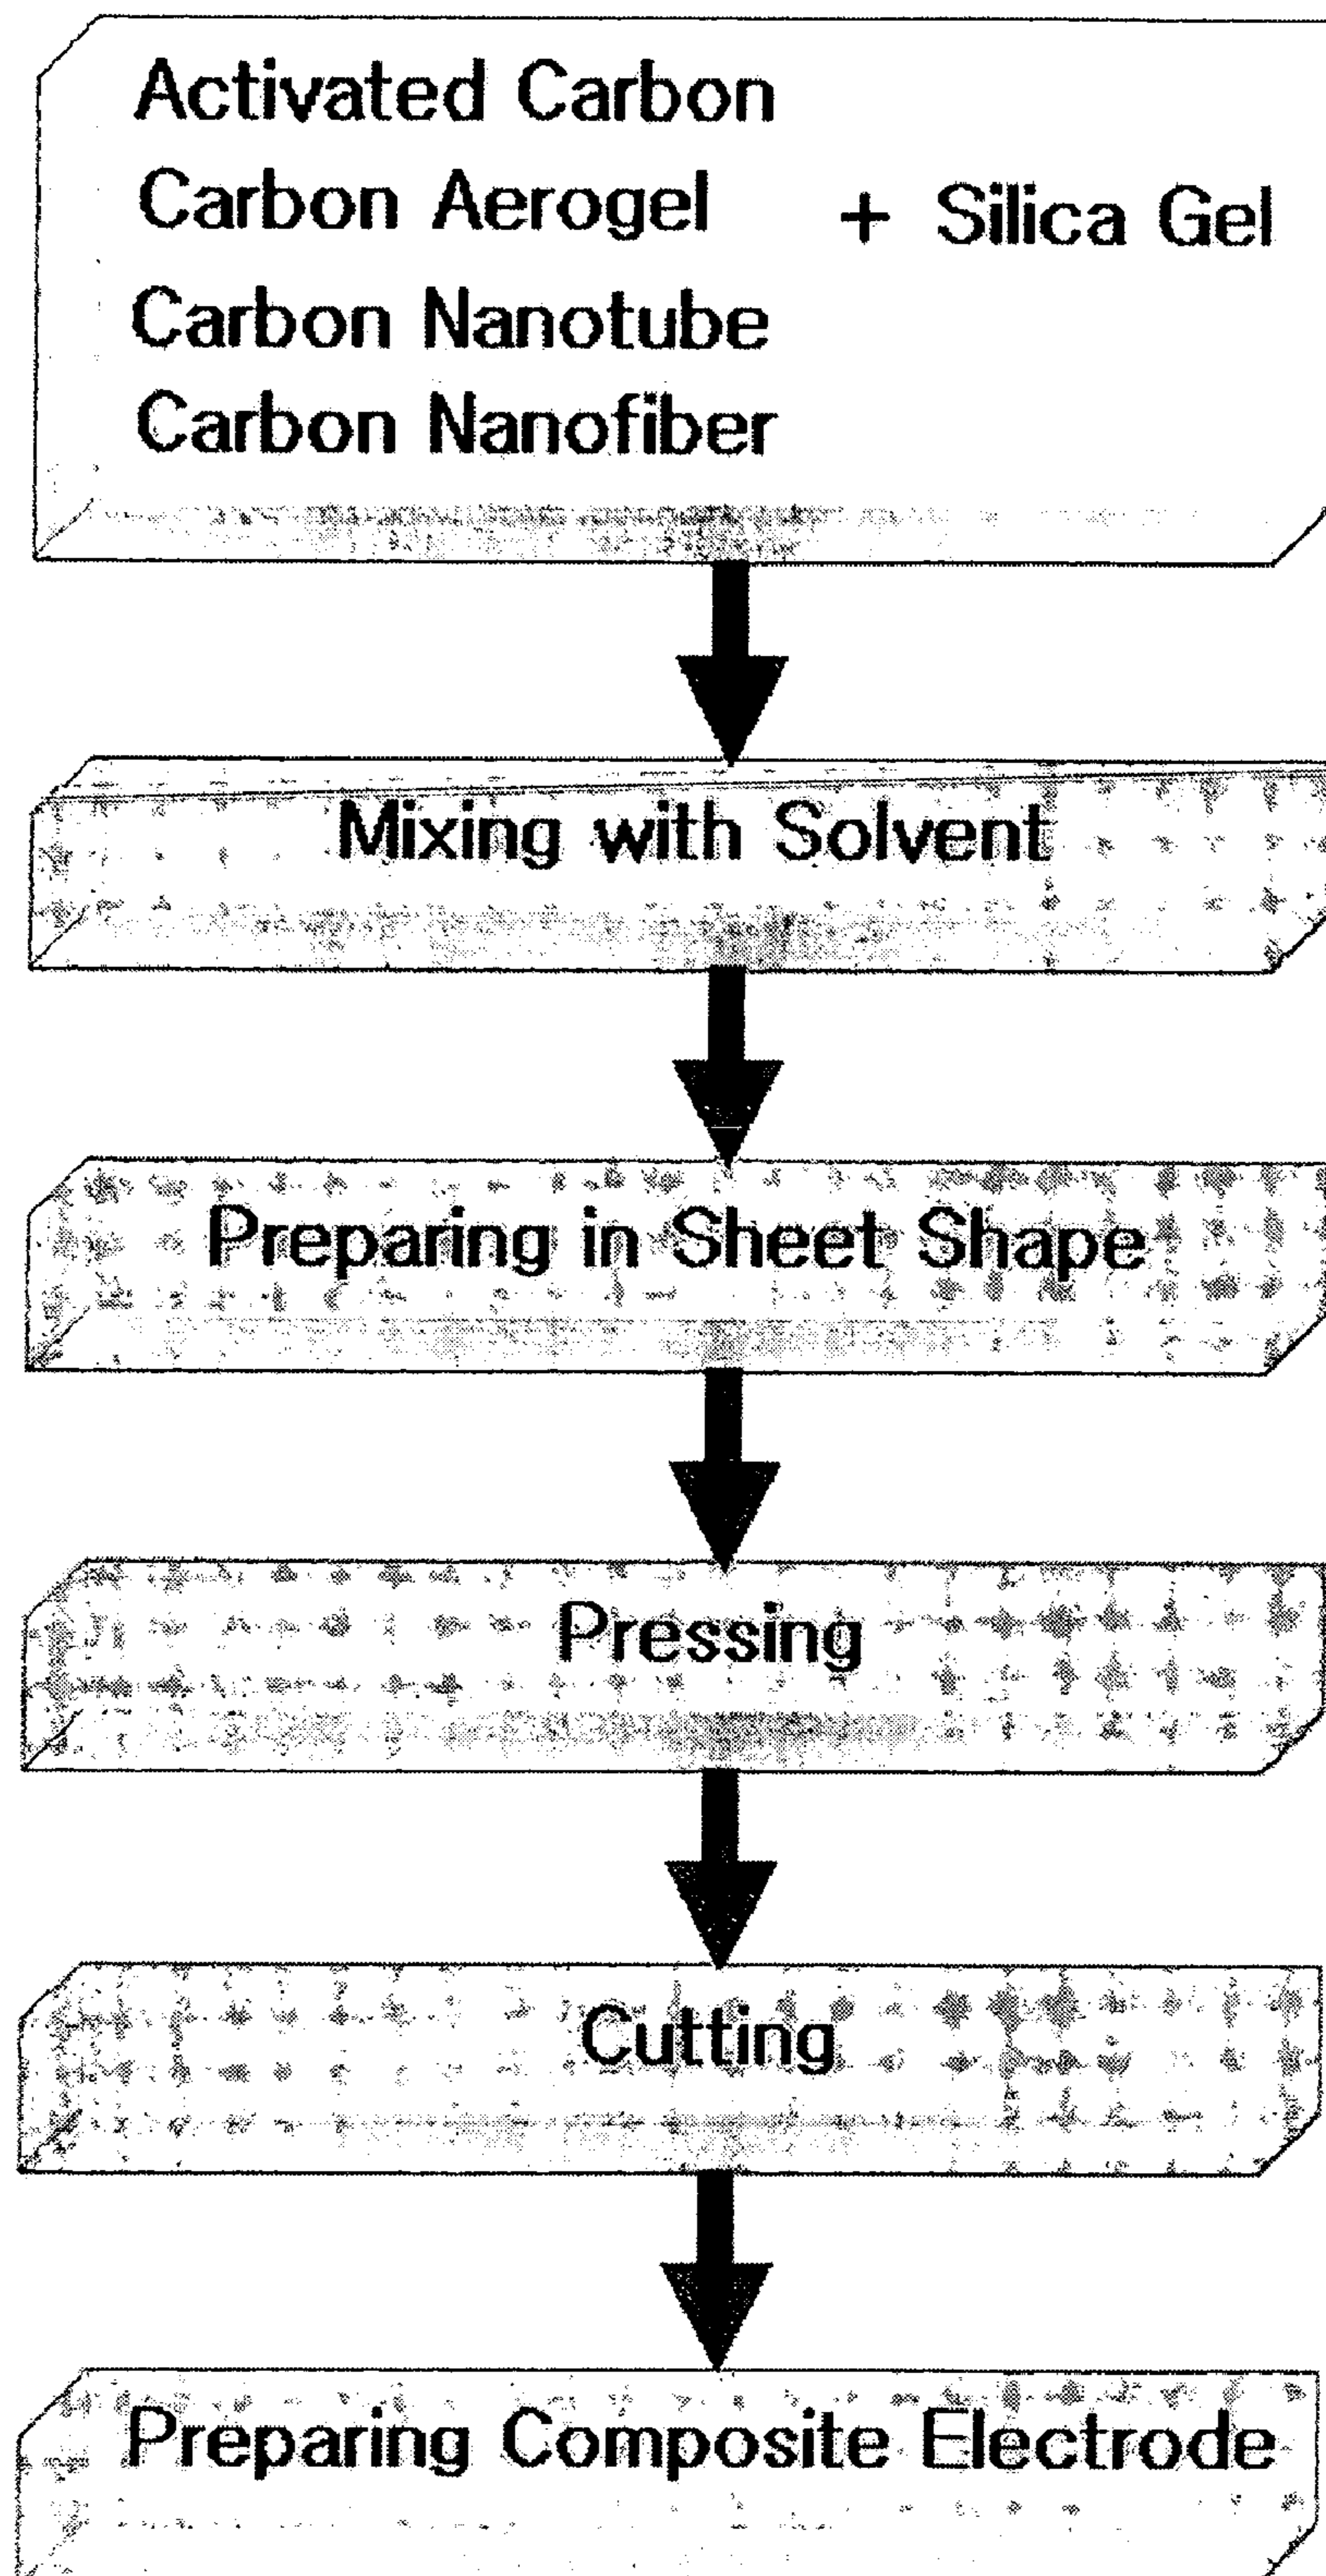 Activated Carbon
Carbon Aerogel + Silica Gel
Carbon Nanotube
Carbon Nanofiber
Mixing with Solvent
Preparing in Sheet Shape
Pressing
Cutting
Preparing Composite Electrode